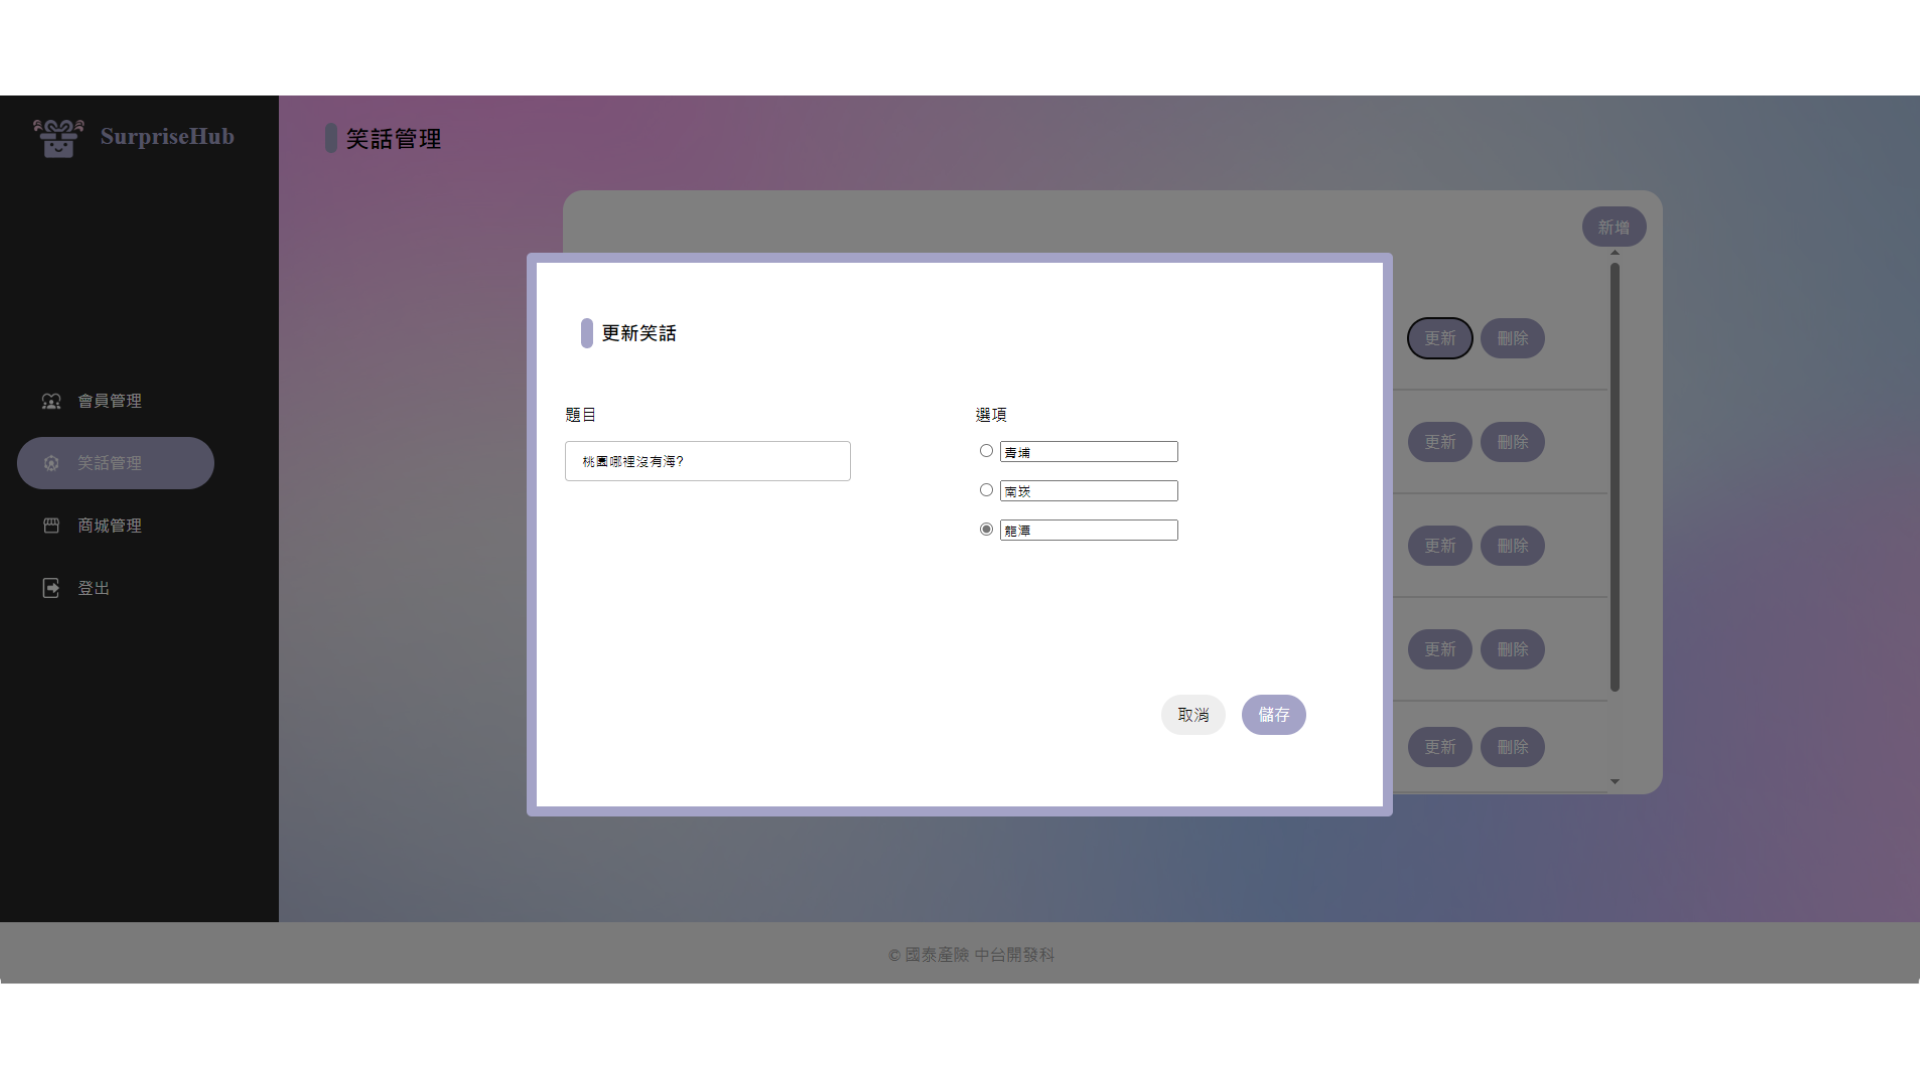 SurpriseHub
會員管理
笑話管理
商城管理
登出
笑話管理
新增
更新 刪除
更新 刪除
更新 刪除
更新 刪除
更新 刪除
更新笑話
題目
桃園哪裡沒有海?
選項
青埔
南崁
龍潭
取消 儲存
© 國泰產險 中台開發科